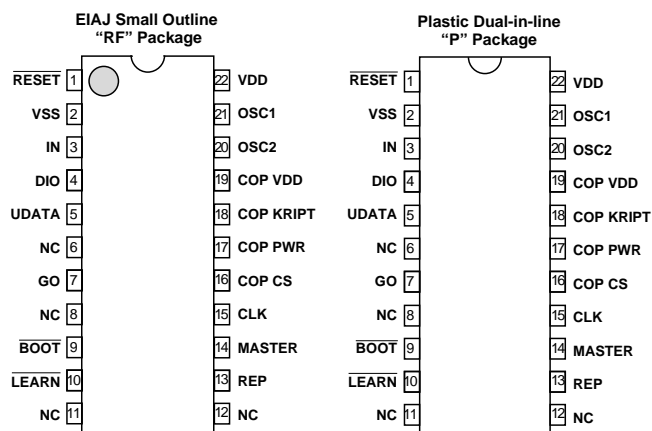 EIAJ Small Outline
“RF” Package
RESET 1 22 VDD
VSS 2 21 OSC1
IN 3 20 OSC2
DIO 4 19 COP VDD
UDATA 5 18 COP KRIPT
NC 6 17 COP PWR
GO 7 16 COP CS
NC 8 15 CLK
BOOT 9 14 MASTER
LEARN 10 13 REP
NC 11 12 NC
Plastic Dual-in-line
“P” Package
RESET 1 22 VDD
VSS 2 21 OSC1
IN 3 20 OSC2
DIO 4 19 COP VDD
UDATA 5 18 COP KRIPT
NC 6 17 COP PWR
GO 7 16 COP CS
NC 8 15 CLK
BOOT 9 14 MASTER
LEARN 10 13 REP
NC 11 12 NC